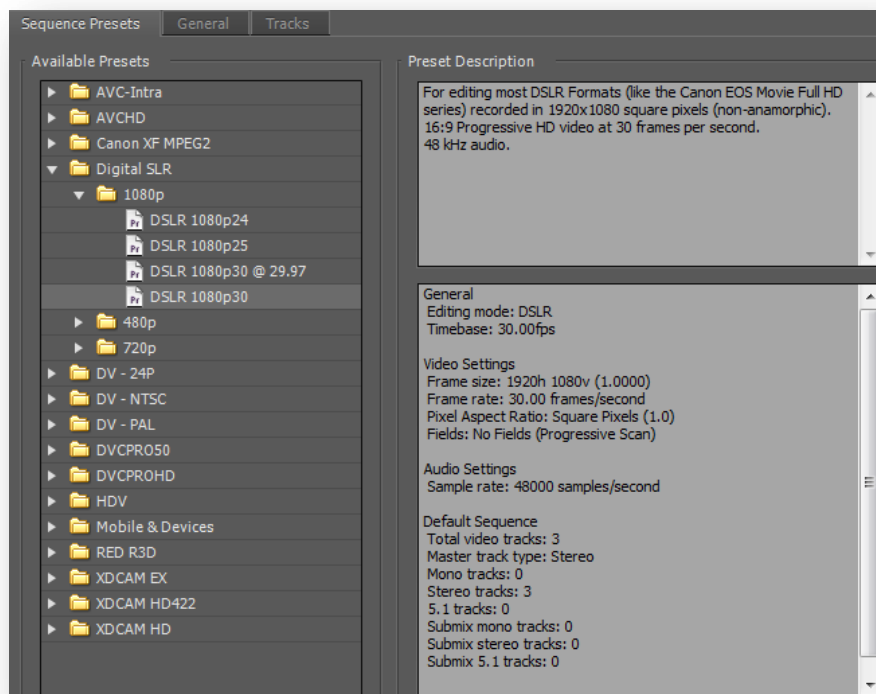 Sequence Presets
General
Tracks
Available Presets
AVC-Intra
AVCHD
Canon XF MPEG2
Digital SLR
1080p
Pr DSLR 1080p24
Pr DSLR 1080p25
Pr DSLR 1080p30 @ 29.97
Pr DSLR 1080p30
480p
720p
DV - 24P
DV - NTSC
DV - PAL
DVCPRO50
DVCPROHD
HDV
Mobile & Devices
RED R3D
XDCAM EX
XDCAM HD422
XDCAM HD
Preset Description
For editing most DSLR Formats (like the Canon EOS Movie Full HD
series) recorded in 1920x1080 square pixels (non-anamorphic).
16:9 Progressive HD video at 30 frames per second.
48 kHz audio.
General
Editing mode: DSLR
Timebase: 30.00fps
Video Settings
Frame size: 1920h 1080v (1.0000)
Frame rate: 30.00 frames/second
Pixel Aspect Ratio: Square Pixels (1.0)
Fields: No Fields (Progressive Scan)
Audio Settings
Sample rate: 48000 samples/second
Default Sequence
Total video tracks: 3
Master track type: Stereo
Mono tracks: 0
Stereo tracks: 3
5.1 tracks: 0
Submix mono tracks: 0
Submix stereo tracks: 0
Submix 5.1 tracks: 0